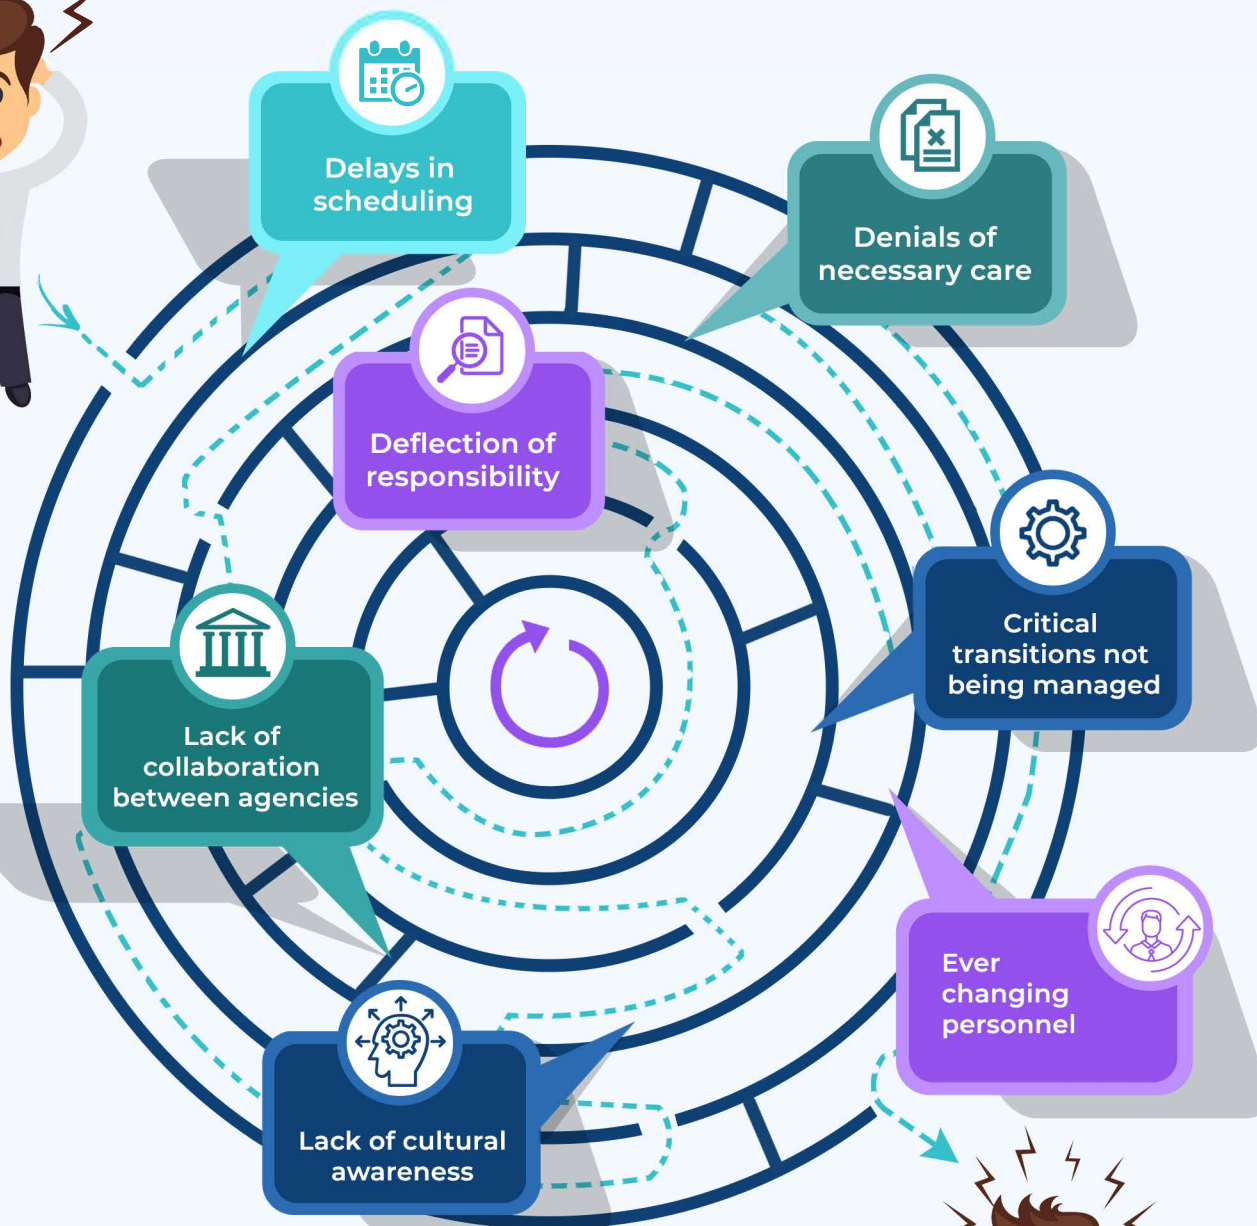 Delays in
scheduling
Denials of
necessary care
Deflection of
responsibility
Critical
transitions not
being managed
Lack of
collaboration
between agencies
Ever
changing
personnel
Lack of cultural
awareness